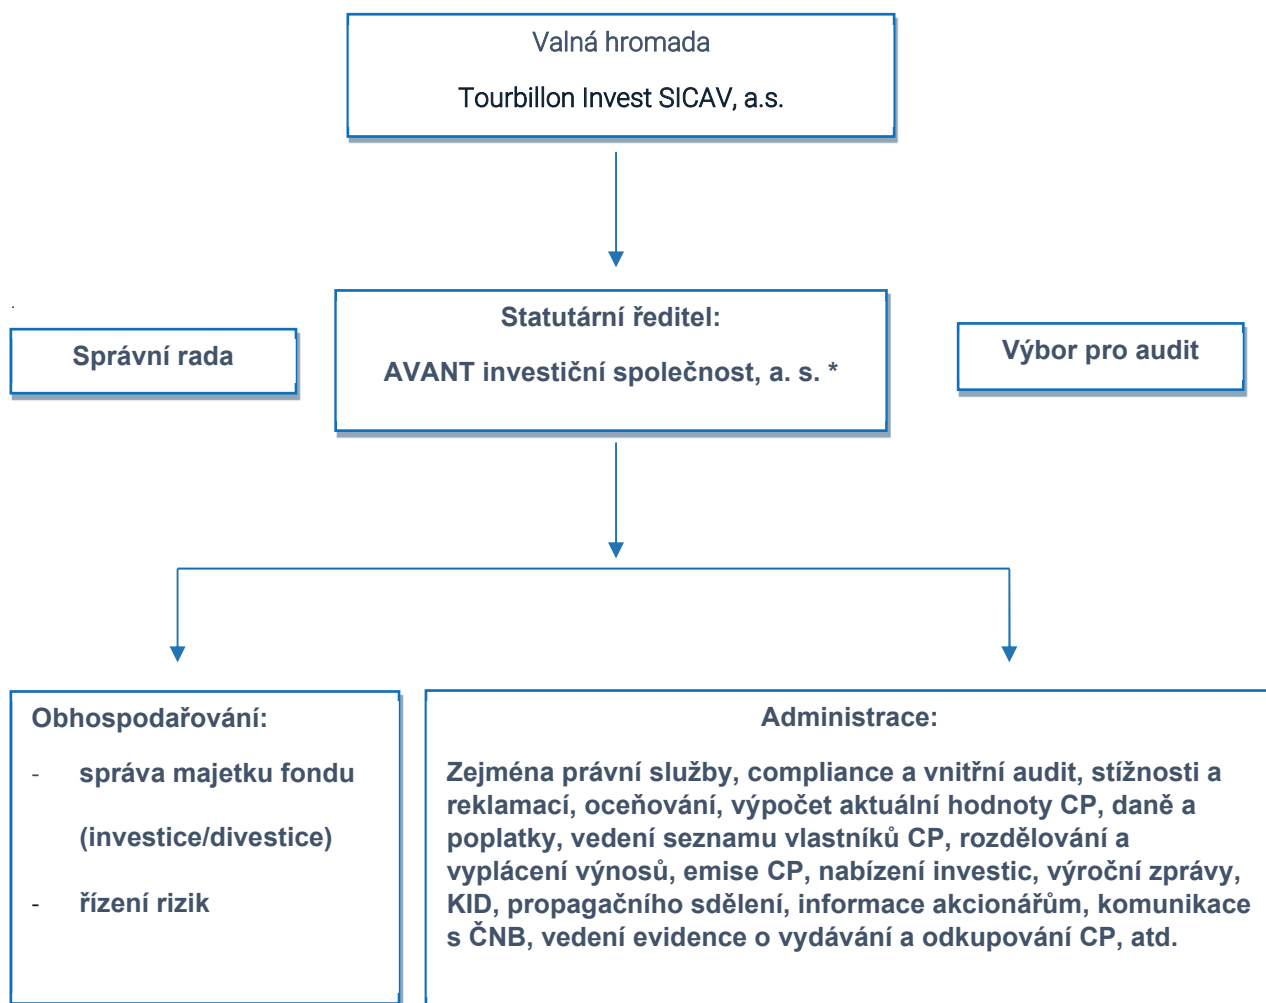 Valná hromada
Tourbillon Invest SICAV, a.s.
.
Správní rada
Statutární ředitel:
AVANT investiční společnost, a. s. *
Výbor pro audit
Obhospodařování:
- správa majetku fondu
(investice/divestice)
- řízení rizik
Administrace:
Zejména právní služby, compliance a vnitřní audit, stížnosti a
reklamací, oceňování, výpočet aktuální hodnoty CP, daně a
poplatky, vedení seznamu vlastníků CP, rozdělování a
vyplácení výnosů, emise CP, nabízení investic, výroční zprávy,
KID, propagačního sdělení, informace akcionářům, komunikace
s ČNB, vedení evidence o vydávání a odkupování CP, atd.